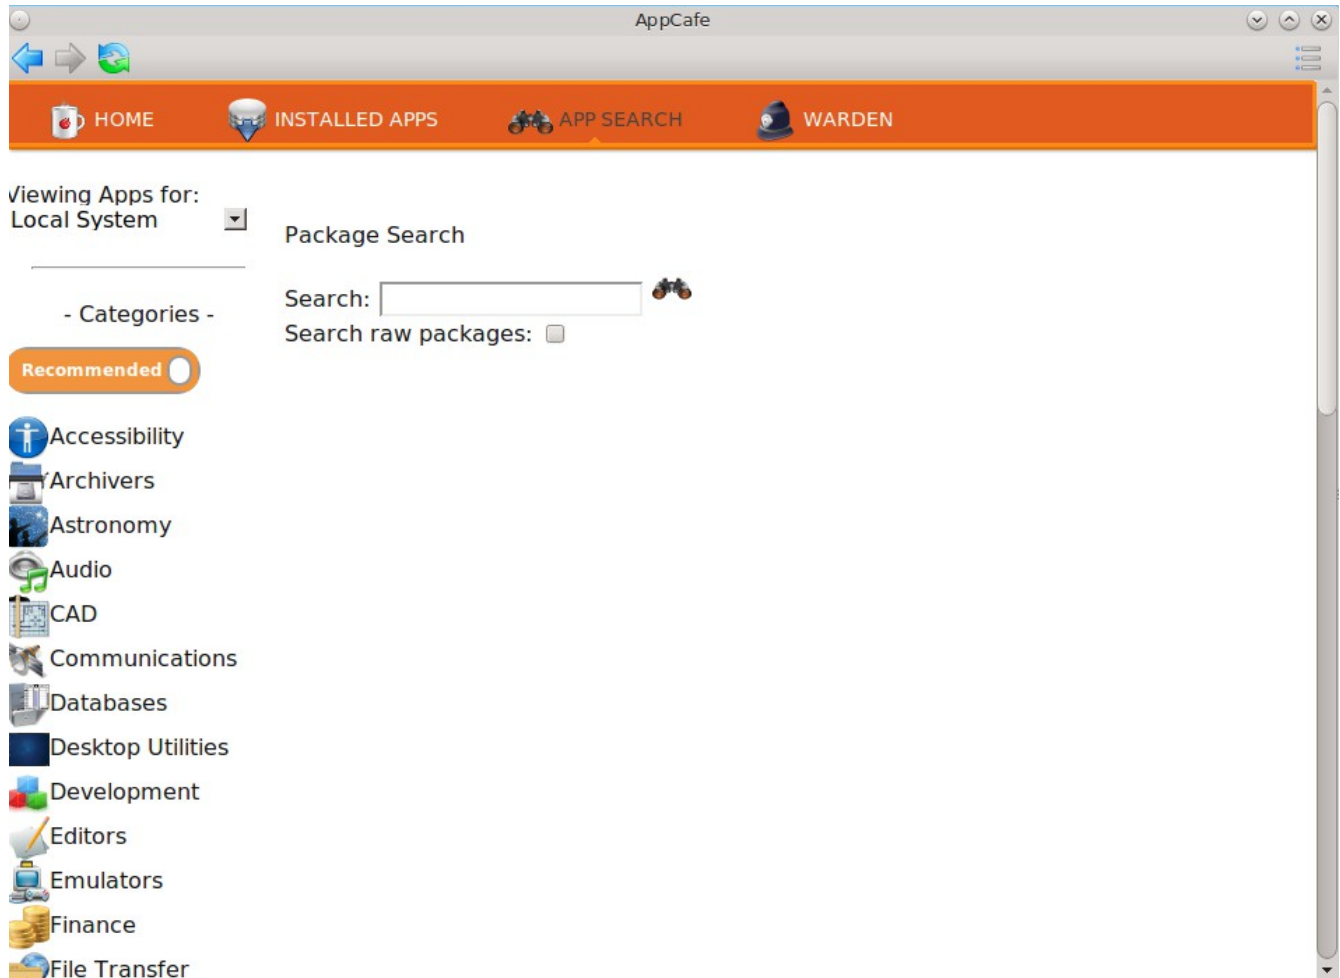 AppCafe
HOME
INSTALLED APPS
APP SEARCH
WARDEN
Viewing Apps for:
Local System
Package Search
Search:
Search raw packages:
- Categories -
Recommended
Accessibility
Archivers
Astronomy
Audio
CAD
Communications
Databases
Desktop Utilities
Development
Editors
Emulators
Finance
File Transfer